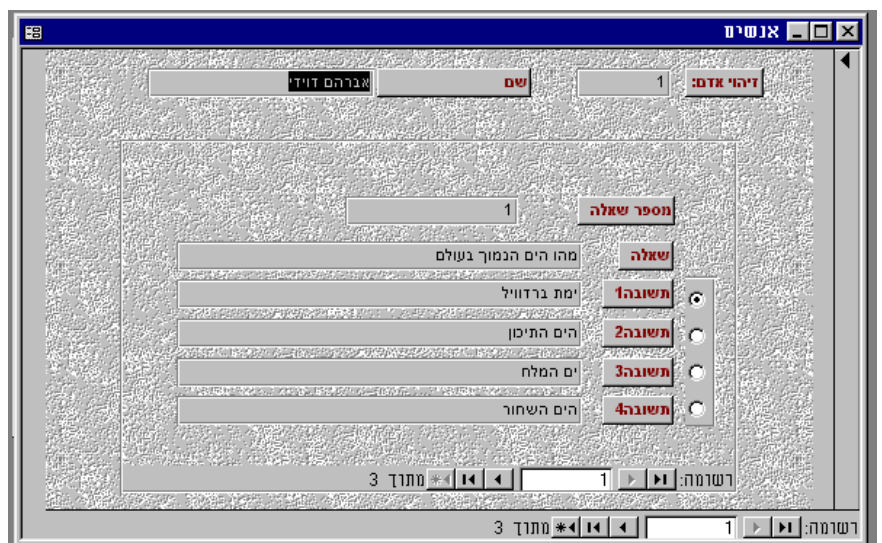 אנשים
זיהוי אדם: 1 שם אברהם דוידי
מספר שאלה 1
שאלה מהו הים הנמוך בעולם
תשובה1 ימת ברדוויל
תשובה2 הים התיכון
תשובה3 ים המלח
תשובה4 הים השחור
רשומה: 1 מתוך 3
רשומה: 1 מתוך 3